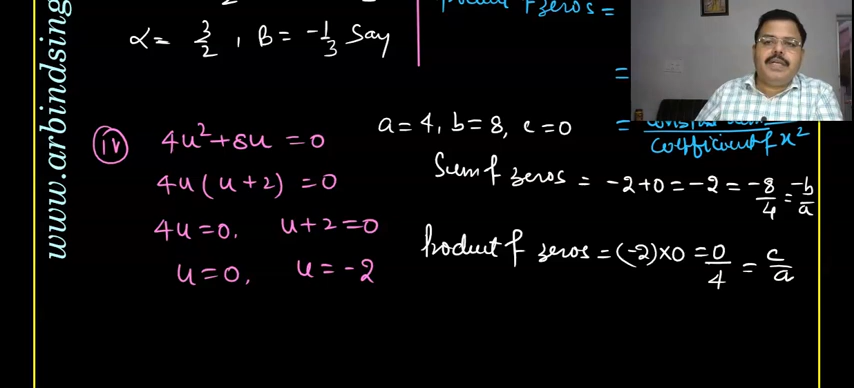 Product of zeros =
α = 3/2 , β = -1/3 Say
=
(iv) 4u² + 8u = 0
a = 4, b = 8, c = 0
=
coefficient of x²
4u ( u + 2 ) = 0
Sum of zeros = -2+0 = -2 = -8/4 = -b/a
4u = 0, u + 2 = 0
Product of zeros = (-2)×0 = 0/4 = c/a
u = 0, u = -2
www.arbindsing